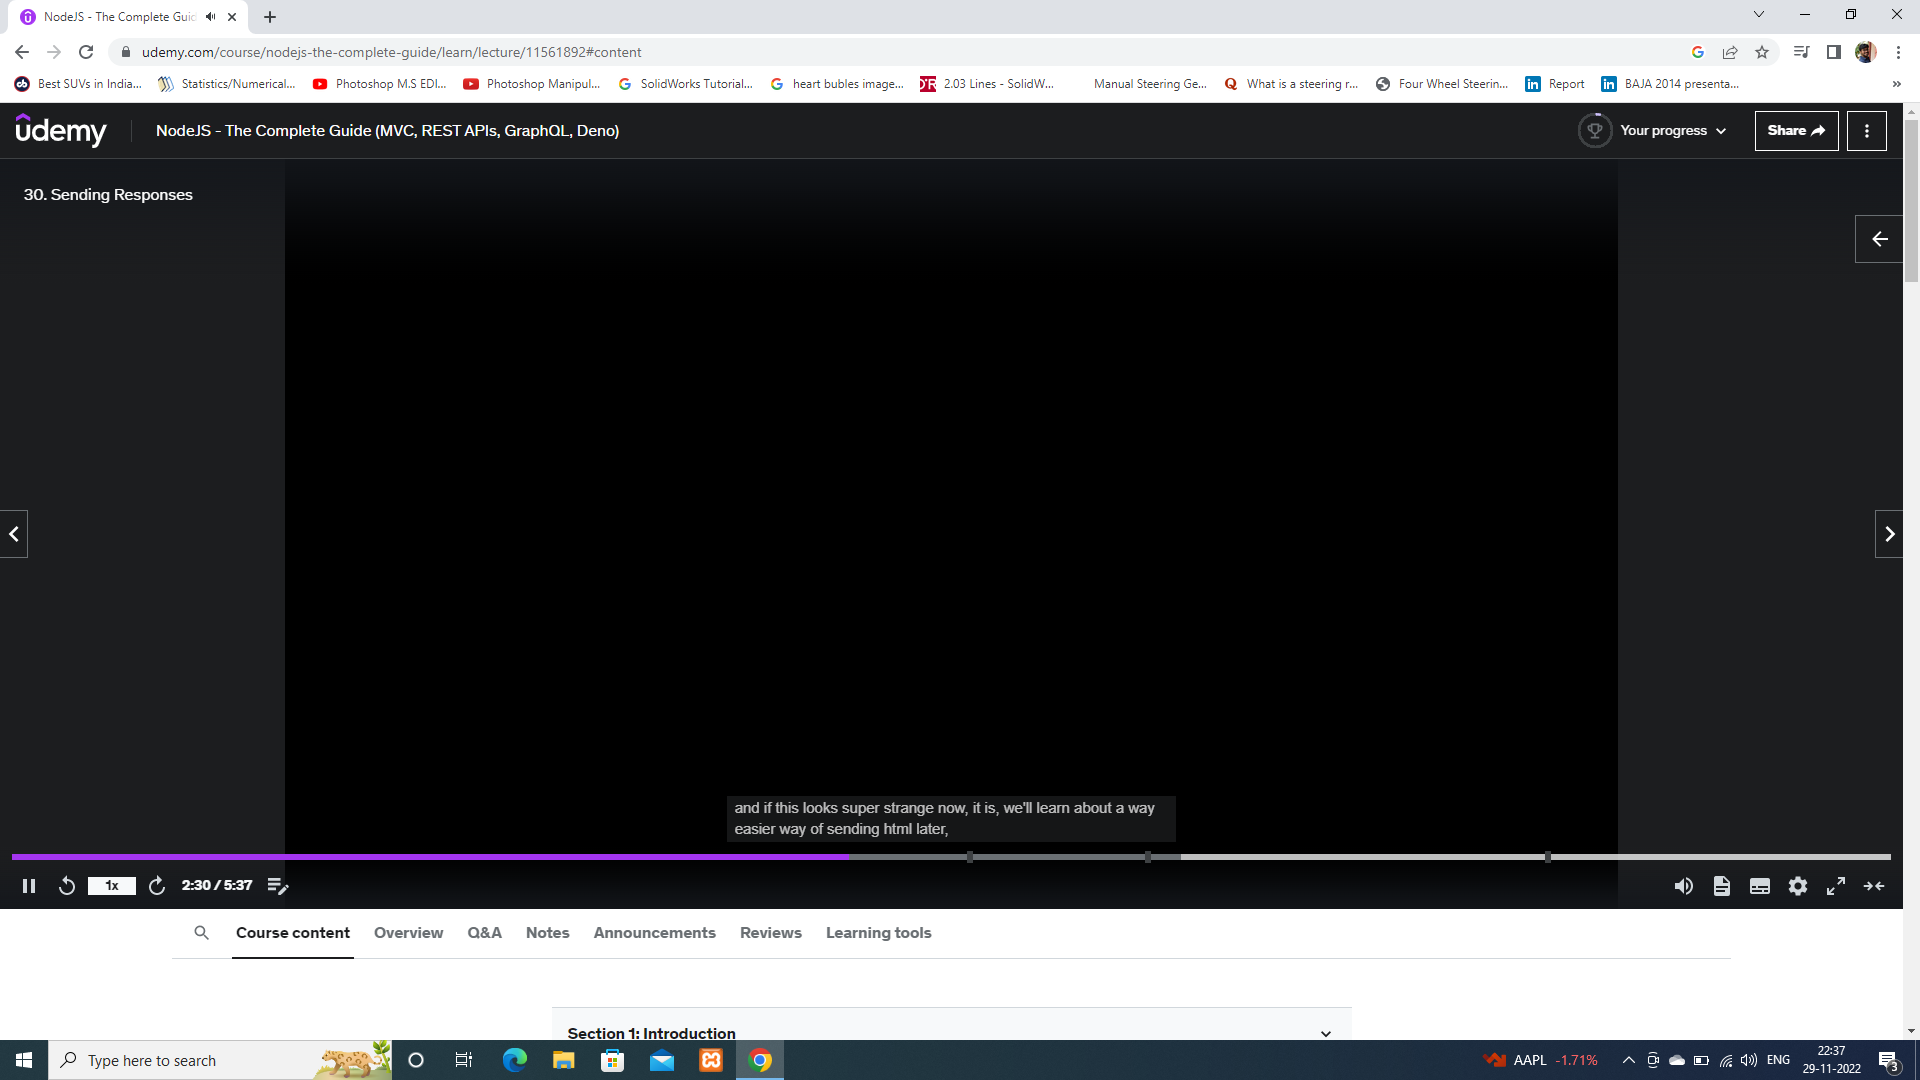 NodeJS - The Complete Guid
udemy.com/course/nodejs-the-complete-guide/learn/lecture/11561892#content
Best SUVs in India...
Statistics/Numerical...
Photoshop M.S EDI...
Photoshop Manipul...
SolidWorks Tutorial...
heart bubles image...
2.03 Lines - SolidW...
Manual Steering Ge...
What is a steering r...
Four Wheel Steerin...
Report
BAJA 2014 presenta...
udemy
NodeJS - The Complete Guide (MVC, REST APIs, GraphQL, Deno)
Your progress
Share
30. Sending Responses
and if this looks super strange now, it is, we'll learn about a way
easier way of sending html later,
1x
2:30 / 5:37
Course content
Overview
Q&A
Notes
Announcements
Reviews
Learning tools
Section 1: Introduction
Type here to search
AAPL -1.71%
ENG
22:37
29-11-2022
3